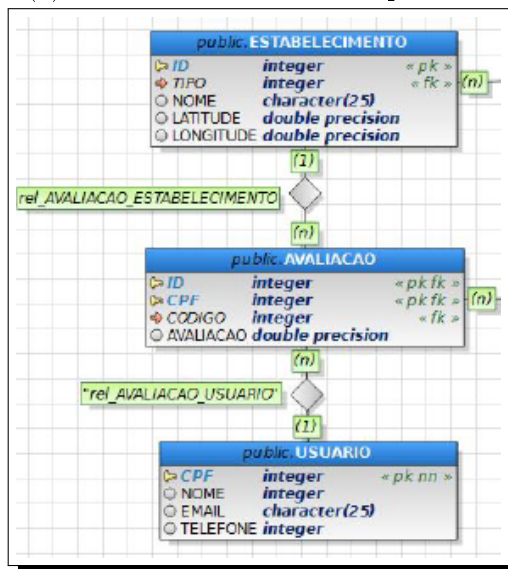 public.ESTABELECIMENTO
ID integer « pk »
TIPO integer « fk » (n)
NOME character(25)
LATITUDE double precision
LONGITUDE double precision
(1)
rel_AVALIACAO_ESTABELECIMENTO
(n)
public.AVALIACAO
ID integer « pk fk »
CPF integer « pk fk » (n)
CODIGO integer « fk »
AVALIACAO double precision
(n)
"rel_AVALIACAO_USUARIO"
(1)
public.USUARIO
CPF integer « pk nn »
NOME integer
EMAIL character(25)
TELEFONE integer